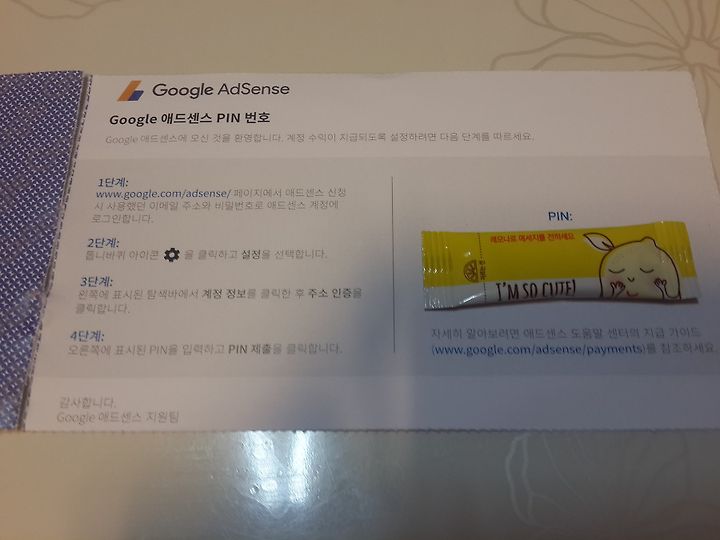 Google AdSense
Google 애드센스 PIN 번호
Google 애드센스에 오신 것을 환영합니다. 계정 수익이 지급되도록 설정하려면 다음 단계를 따르세요.
1단계:
www.google.com/adsense/ 페이지에서 애드센스 신청
시 사용했던 이메일 주소와 비밀번호로 애드센스 계정에
로그인합니다.
2단계:
톱니바퀴 아이콘 을 클릭하고 설정을 선택합니다.
3단계:
왼쪽에 표시된 탐색바에서 계정 정보를 클릭한 후 주소 인증을
클릭합니다.
4단계:
오른쪽에 표시된 PIN을 입력하고 PIN 제출을 클릭합니다.
PIN:
레모나로 메세지를 전하세요
I'M SO CUTE!
자세히 알아보려면 애드센스 도움말 센터의 지급 가이드
(www.google.com/adsense/payments)를 참조하세요.
감사합니다.
Google 애드센스 지원팀